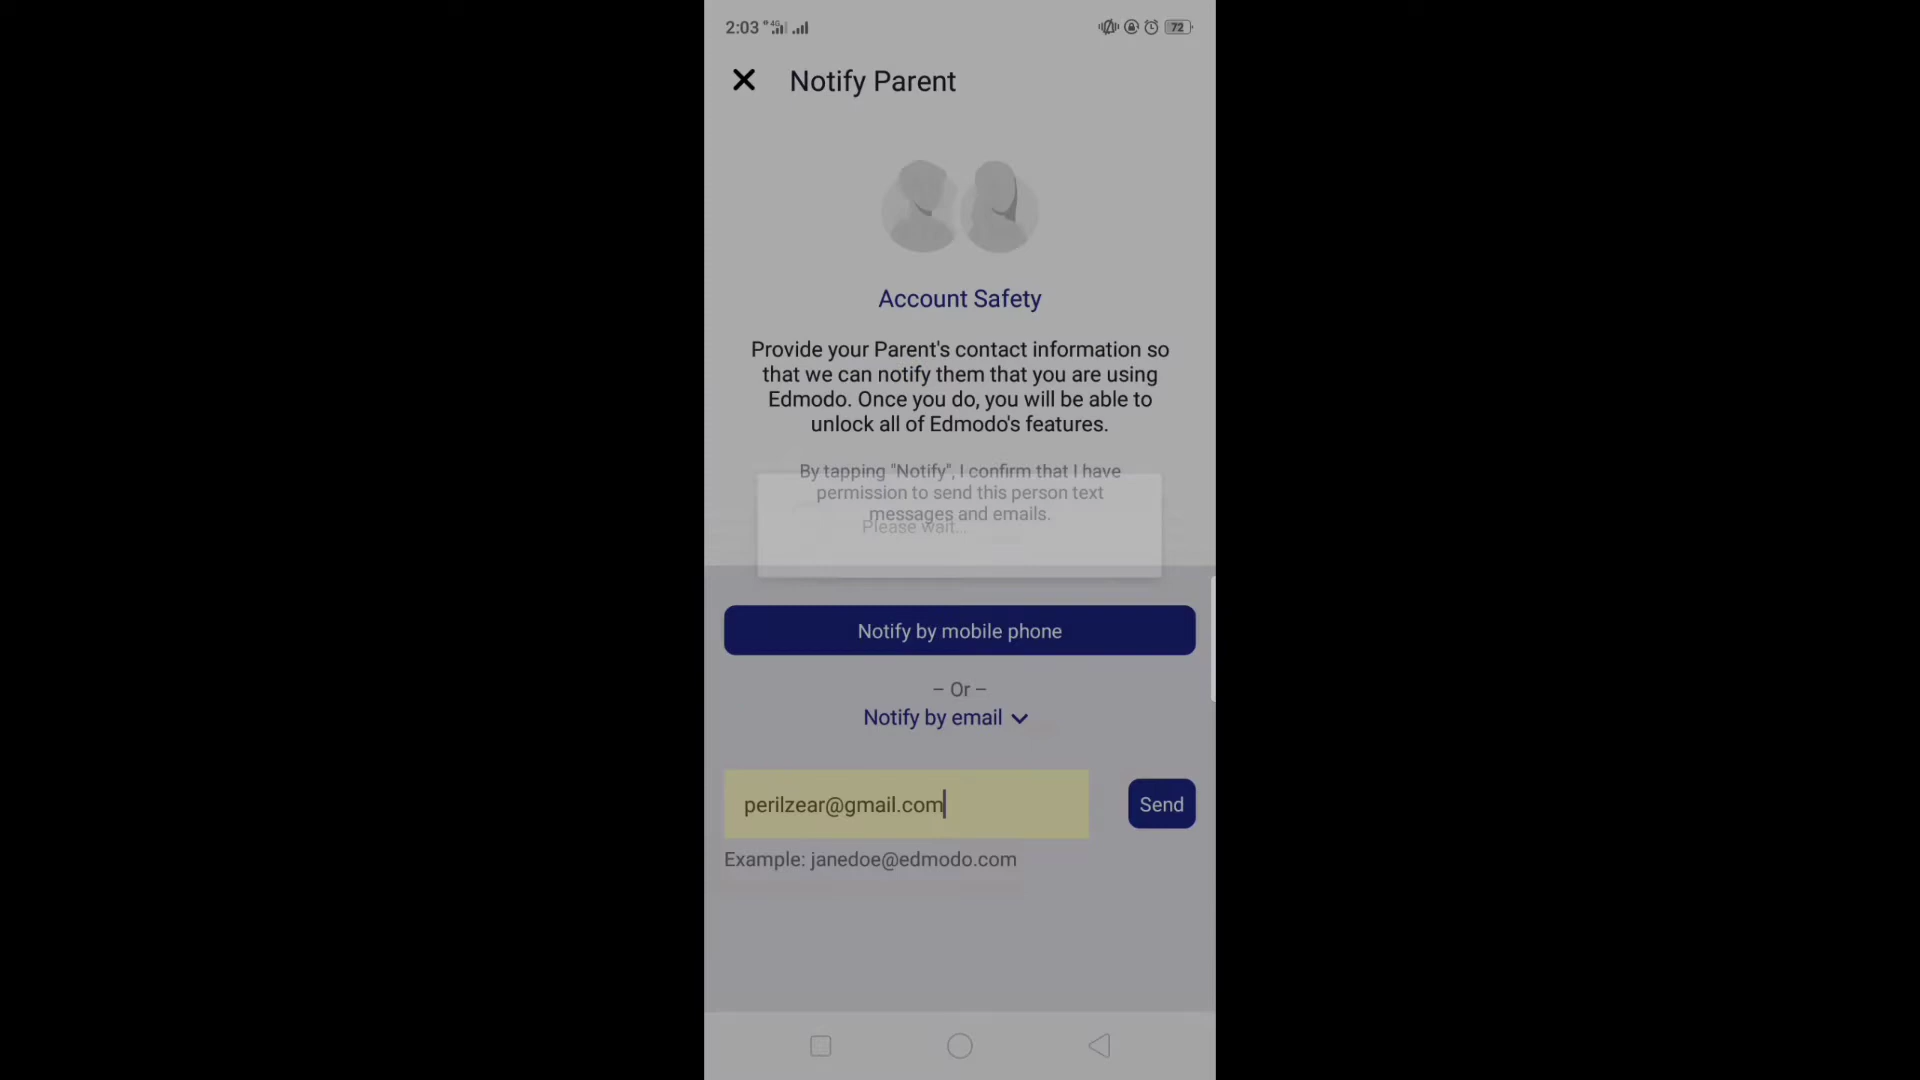 2:03 4G
72
Notify Parent
Account Safety
Provide your Parent's contact information so
that we can notify them that you are using
Edmodo. Once you do, you will be able to
unlock all of Edmodo's features.
By tapping "Notify", I confirm that I have
permission to send this person text
messages and emails.
Please wait...
Notify by mobile phone
– Or –
Notify by email
perilzear@gmail.com
Send
Example: janedoe@edmodo.com